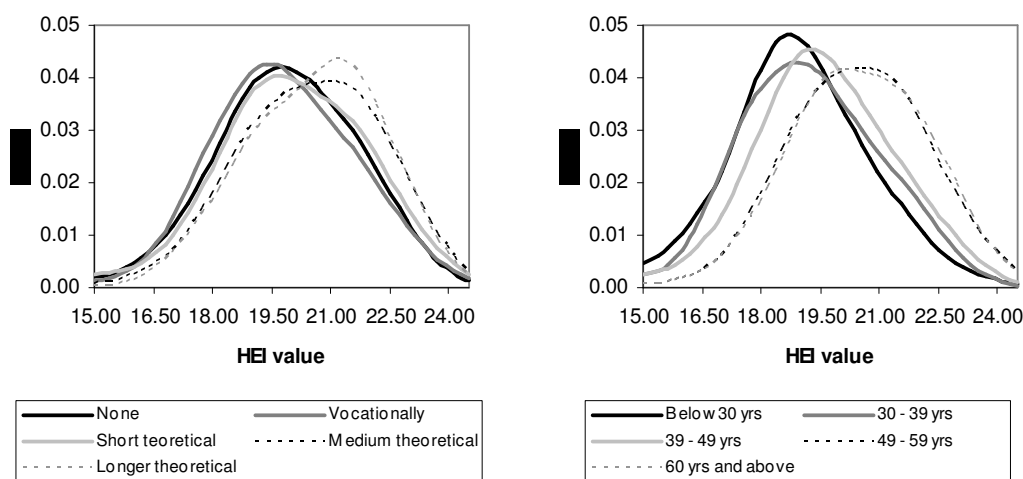 0.05
0.04
0.03
0.02
0.01
0.00
15.00 16.50 18.00 19.50 21.00 22.50 24.00
HEI value
None Vocationally
Short teoretical Medium theoretical
Longer theoretical
0.05
0.04
0.03
0.02
0.01
0.00
15.00 16.50 18.00 19.50 21.00 22.50 24.00
HEI value
Below 30 yrs 30 - 39 yrs
39 - 49 yrs 49 - 59 yrs
60 yrs and above